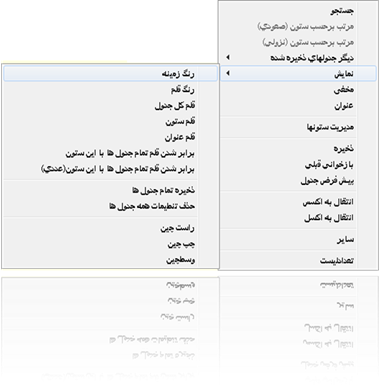 جستجو
مرتب برحسب ستون (صعودي)
مرتب برحسب ستون (نزولی)
دیگر جدولهاي ذخیره شده
نمایش
مخفی
عنوان
مدیریت ستونها
ذخیره
بازخوانی قبلی
پیش فرض جدول
انتقال به اکسس
انتقال به اکسل
سایر
تعدادلیست
رنگ زمینه
رنگ قلم
قلم کل جدول
قلم ستون
قلم عنوان
برابر شدن قلم تمام جدول ها با این ستون
برابر شدن قلم تمام جدول ها با این ستون(عددی)
ذخیره تمام جدول ها
حذف تنظیمات همه جدول ها
راست چین
چپ چین
وسطچین